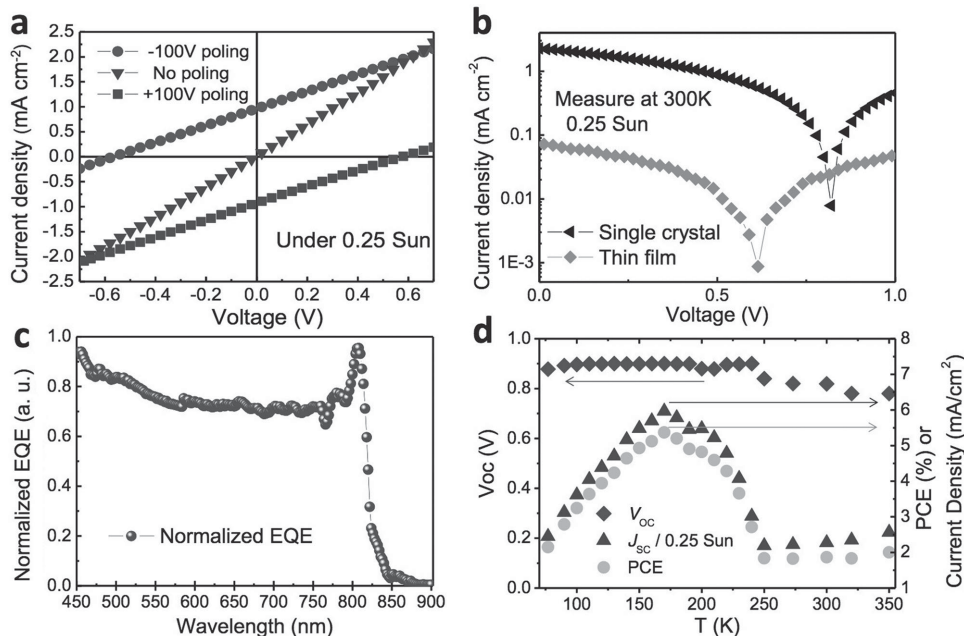 a
2.5
2.0
1.5
1.0
0.5
0.0
-0.5
-1.0
-1.5
-2.0
-2.5
Current density (mA cm-2)
-100V poling
No poling
+100V poling
Under 0.25 Sun
-0.6 -0.4 -0.2 0.0 0.2 0.4 0.6
Voltage (V)
b
1
0.1
0.01
1E-3
Current density (mA cm-2)
Measure at 300K
0.25 Sun
Single crystal
Thin film
0.0 0.5 1.0
Voltage (V)
c
1.0
0.8
0.6
0.4
0.2
0.0
Normalized EQE (a. u.)
Normalized EQE
450 500 550 600 650 700 750 800 850 900
Wavelength (nm)
d
1.0
0.8
0.6
0.4
0.2
0.0
Voc (V)
VOC
JSC / 0.25 Sun
PCE
100 150 200 250 300 350
T (K)
8
7
6
5
4
3
2
1
PCE (%) or
Current Density (mA/cm2)